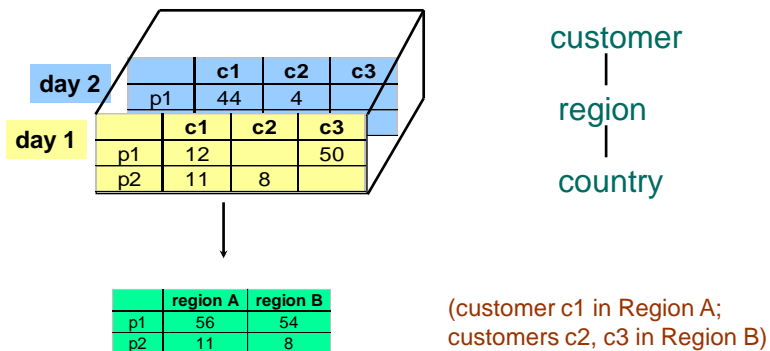 customer
c1 c2 c3
day 2
p1 44 4
region
c1 c2 c3
day 1
p1 12 50
p2 11 8
country
region A region B
p1 56 54
p2 11 8
(customer c1 in Region A;
customers c2, c3 in Region B)